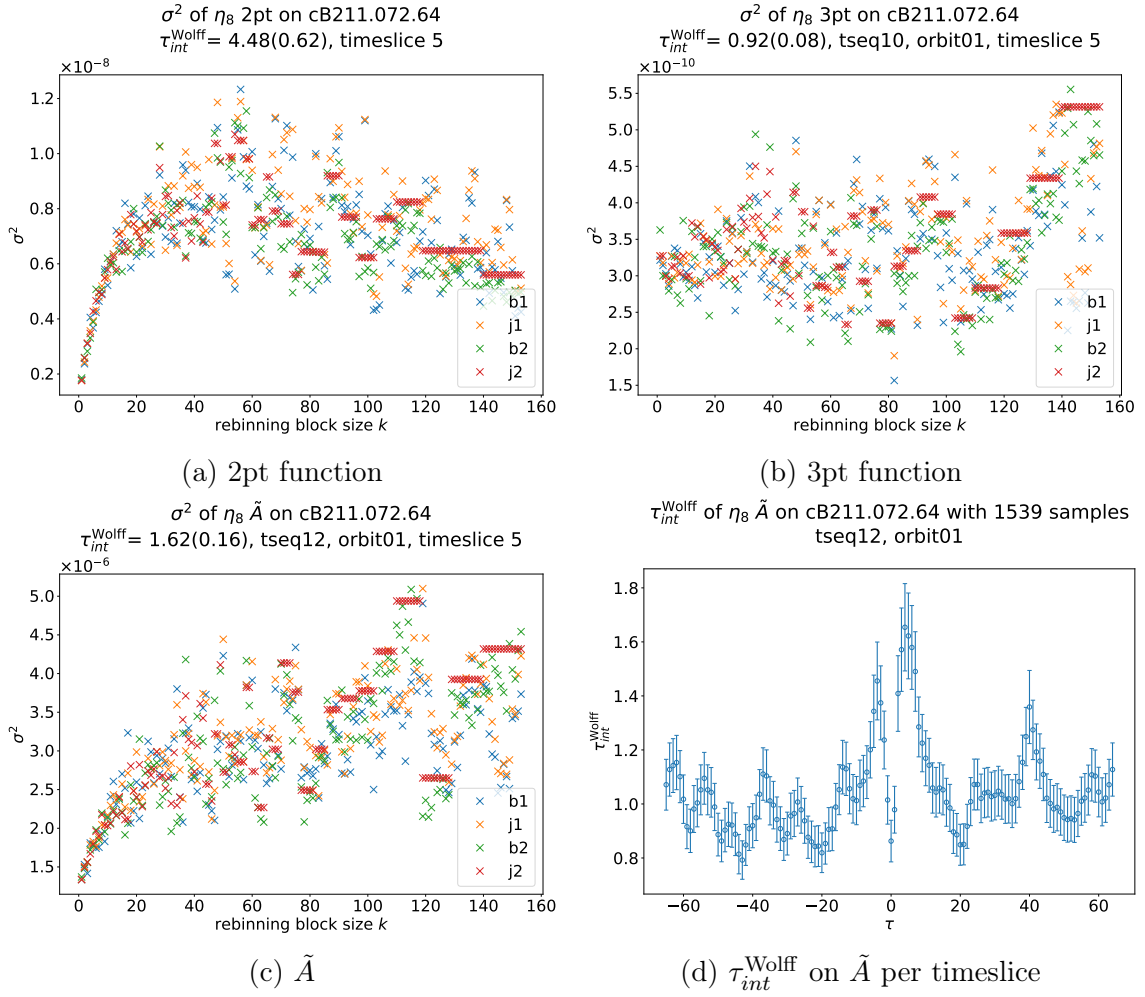 σ² of η₈ 2pt on cB211.072.64
τ_int^Wolff= 4.48(0.62), timeslice 5
×10⁻⁸
1.2
1.0
0.8
0.6
0.4
0.2
σ²
0 20 40 60 80 100 120 140 160
rebinning block size k
b1
j1
b2
j2
(a) 2pt function
σ² of η₈ 3pt on cB211.072.64
τ_int^Wolff= 0.92(0.08), tseq10, orbit01, timeslice 5
×10⁻¹⁰
5.5
5.0
4.5
4.0
3.5
3.0
2.5
2.0
1.5
σ²
0 20 40 60 80 100 120 140 160
rebinning block size k
b1
j1
b2
j2
(b) 3pt function
σ² of η₈ Ã on cB211.072.64
τ_int^Wolff= 1.62(0.16), tseq12, orbit01, timeslice 5
×10⁻⁶
5.0
4.5
4.0
3.5
3.0
2.5
2.0
1.5
σ²
0 20 40 60 80 100 120 140 160
rebinning block size k
b1
j1
b2
j2
(c) Ã
τ_int^Wolff of η₈ Ã on cB211.072.64 with 1539 samples
tseq12, orbit01
1.8
1.6
1.4
1.2
1.0
0.8
τ_int^Wolff
−60 −40 −20 0 20 40 60
τ
(d) τ_int^Wolff on Ã per timeslice